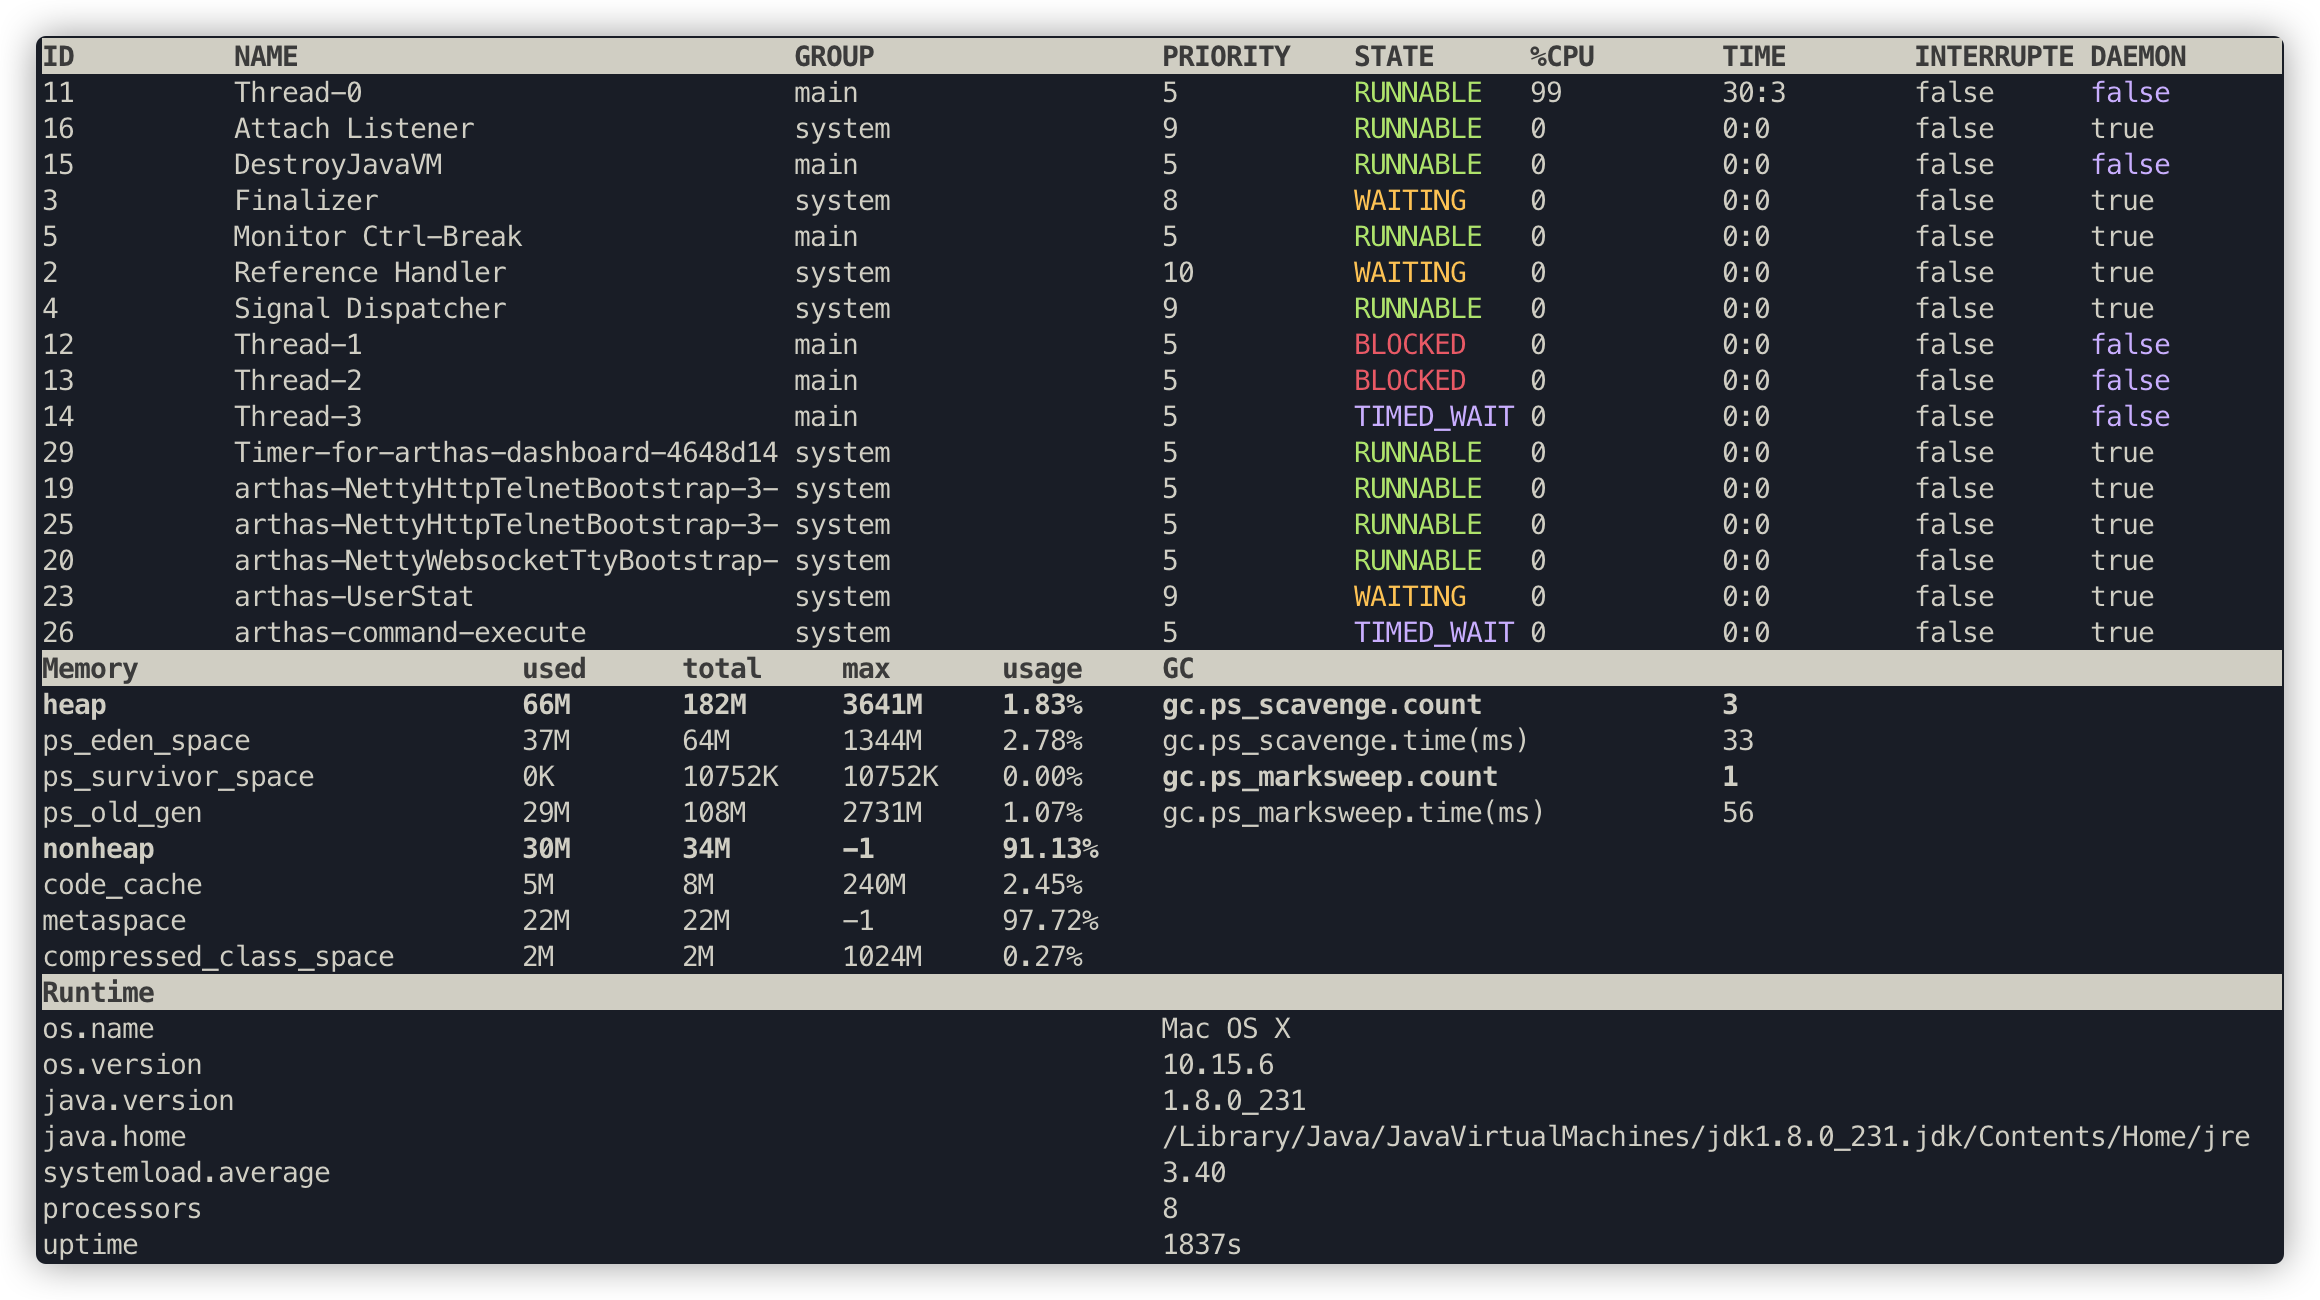 ID NAME GROUP PRIORITY STATE %CPU TIME INTERRUPTE DAEMON
11 Thread-0 main 5 RUNNABLE 99 30:3 false false
16 Attach Listener system 9 RUNNABLE 0 0:0 false true
15 DestroyJavaVM main 5 RUNNABLE 0 0:0 false false
3 Finalizer system 8 WAITING 0 0:0 false true
5 Monitor Ctrl-Break main 5 RUNNABLE 0 0:0 false true
2 Reference Handler system 10 WAITING 0 0:0 false true
4 Signal Dispatcher system 9 RUNNABLE 0 0:0 false true
12 Thread-1 main 5 BLOCKED 0 0:0 false false
13 Thread-2 main 5 BLOCKED 0 0:0 false false
14 Thread-3 main 5 TIMED_WAIT 0 0:0 false false
29 Timer-for-arthas-dashboard-4648d14 system 5 RUNNABLE 0 0:0 false true
19 arthas-NettyHttpTelnetBootstrap-3- system 5 RUNNABLE 0 0:0 false true
25 arthas-NettyHttpTelnetBootstrap-3- system 5 RUNNABLE 0 0:0 false true
20 arthas-NettyWebsocketTtyBootstrap- system 5 RUNNABLE 0 0:0 false true
23 arthas-UserStat system 9 WAITING 0 0:0 false true
26 arthas-command-execute system 5 TIMED_WAIT 0 0:0 false true
Memory used total max usage GC
heap 66M 182M 3641M 1.83% gc.ps_scavenge.count 3
ps_eden_space 37M 64M 1344M 2.78% gc.ps_scavenge.time(ms) 33
ps_survivor_space 0K 10752K 10752K 0.00% gc.ps_marksweep.count 1
ps_old_gen 29M 108M 2731M 1.07% gc.ps_marksweep.time(ms) 56
nonheap 30M 34M -1 91.13%
code_cache 5M 8M 240M 2.45%
metaspace 22M 22M -1 97.72%
compressed_class_space 2M 2M 1024M 0.27%
Runtime
os.name Mac OS X
os.version 10.15.6
java.version 1.8.0_231
java.home /Library/Java/JavaVirtualMachines/jdk1.8.0_231.jdk/Contents/Home/jre
systemload.average 3.40
processors 8
uptime 1837s